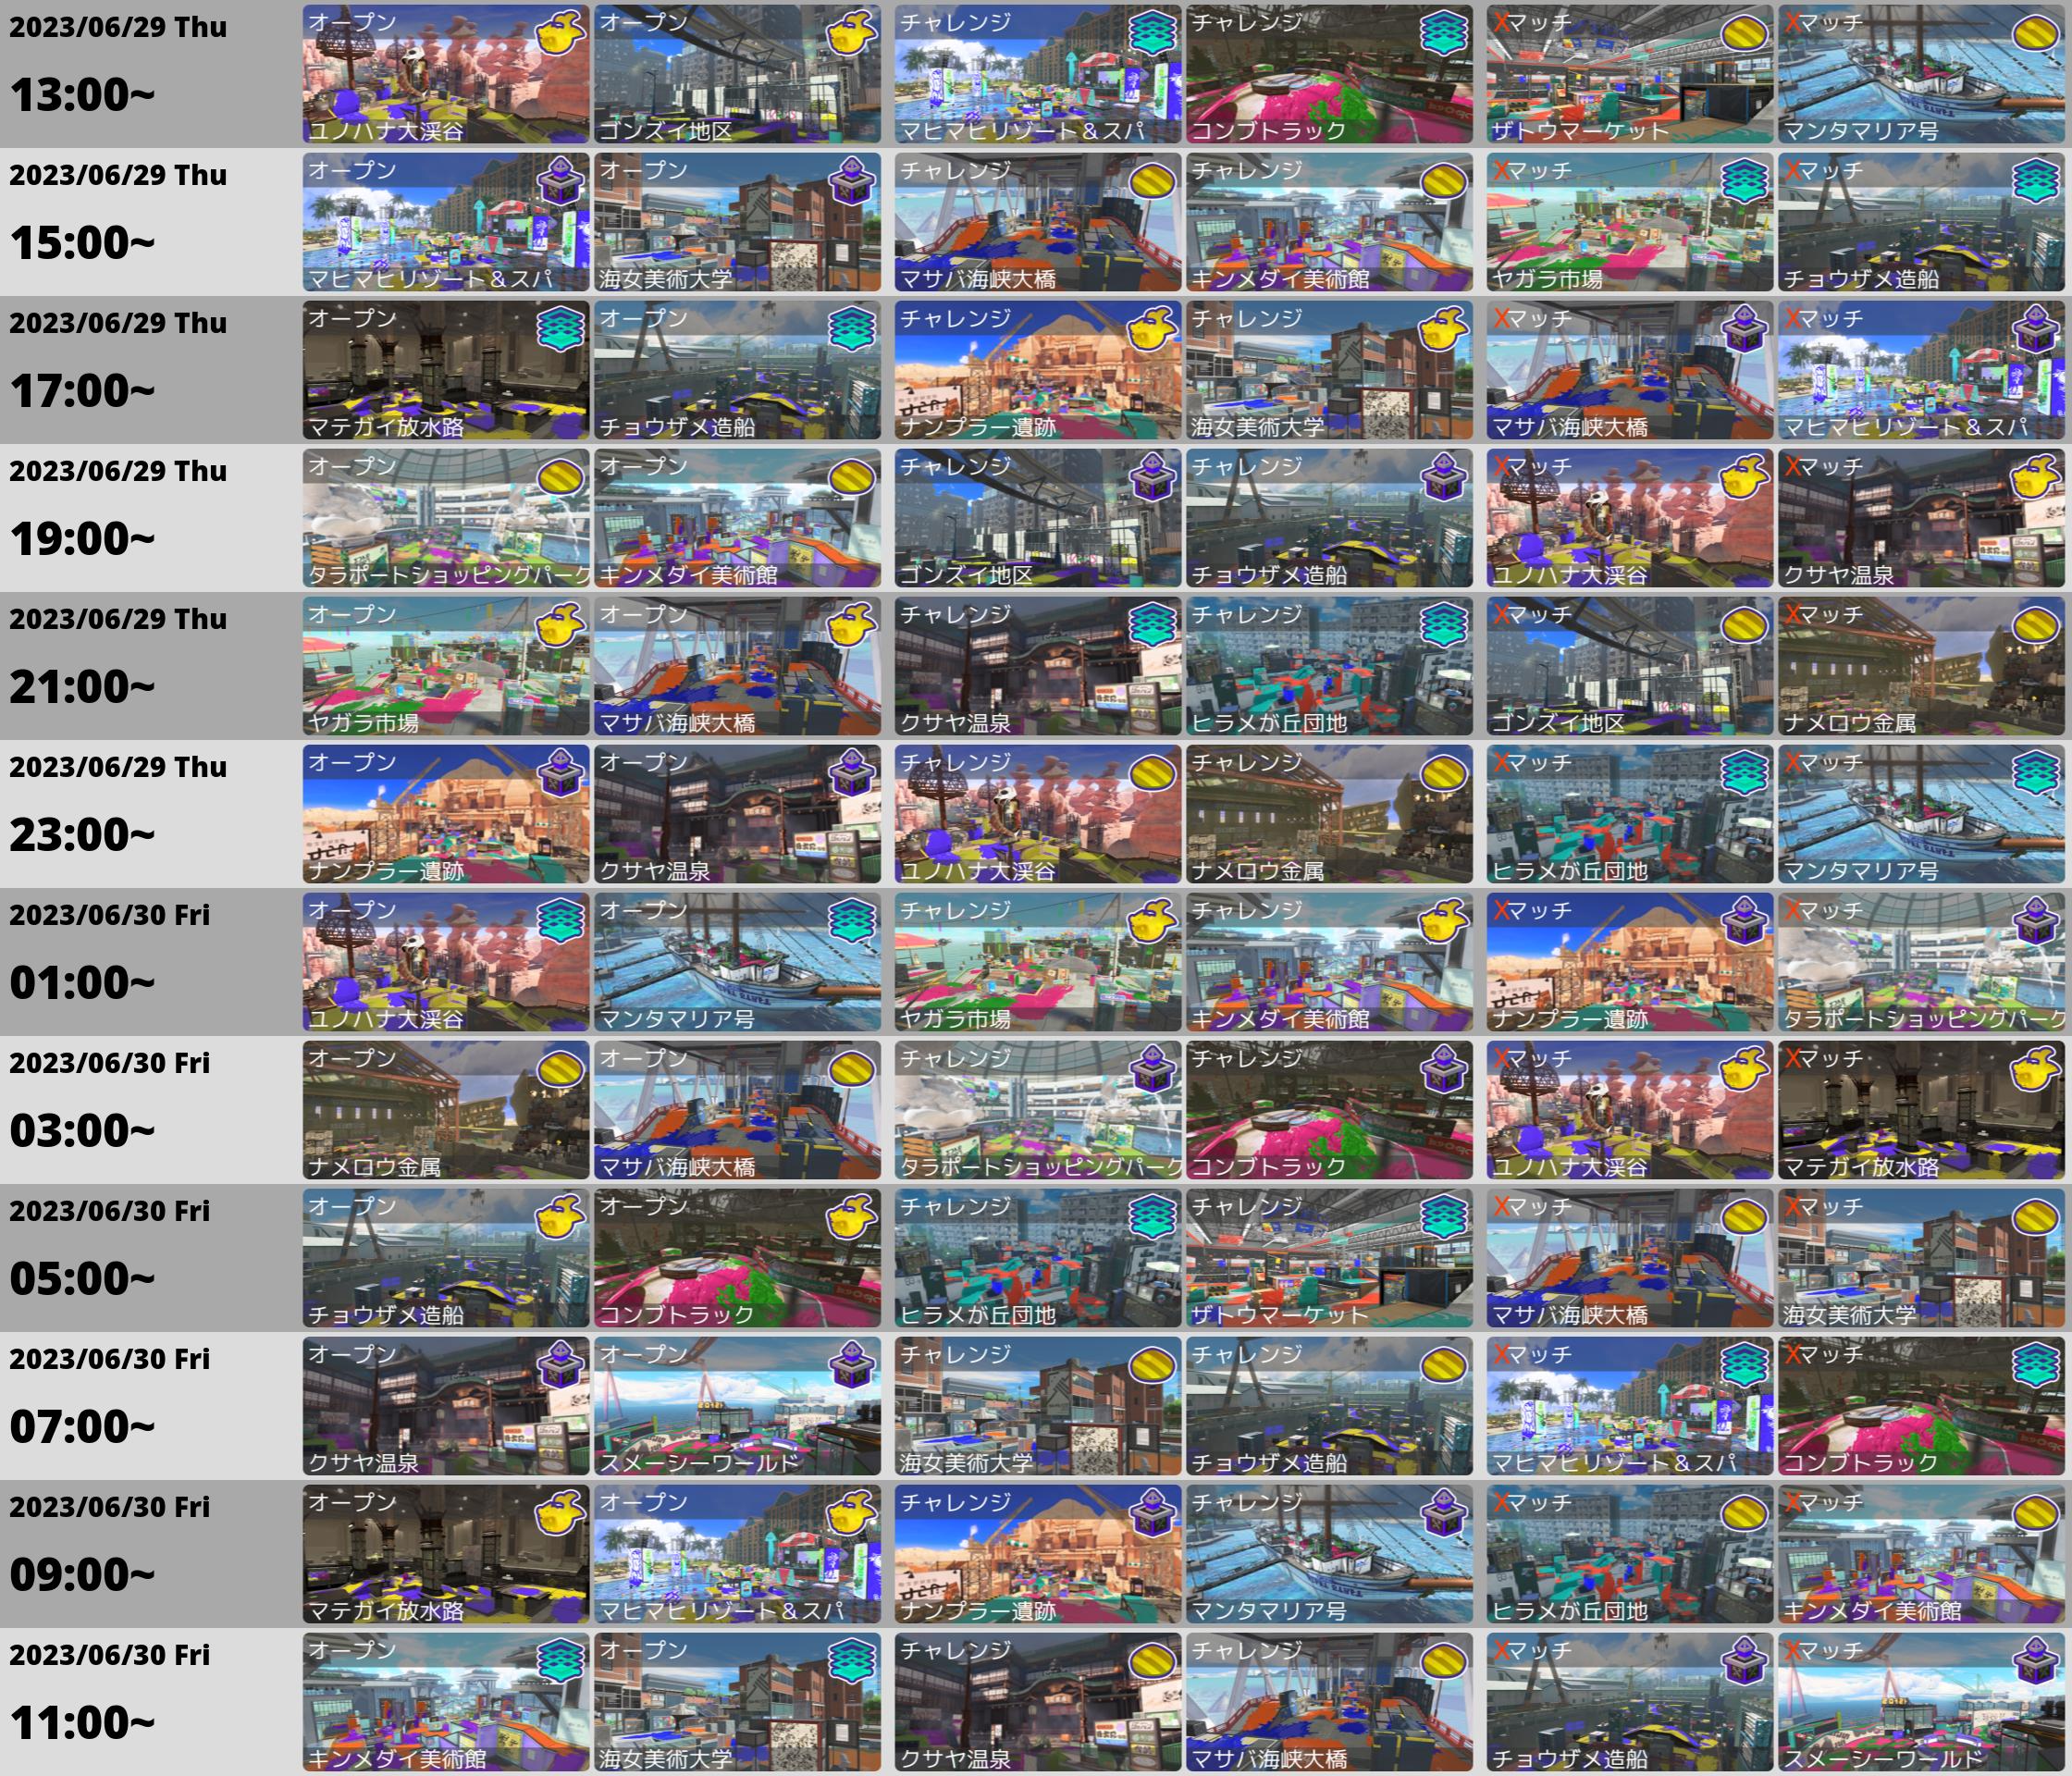 2023/06/29 Thu
13:00~
オープン
ユノハナ大渓谷
オープン
ゴンズイ地区
チャレンジ
マヒマヒリゾート＆スパ
チャレンジ
コンブトラック
Xマッチ
ザトウマーケット
Xマッチ
マンタマリア号
2023/06/29 Thu
15:00~
オープン
マヒマヒリゾート＆スパ
オープン
海女美術大学
チャレンジ
マサバ海峡大橋
チャレンジ
キンメダイ美術館
Xマッチ
ヤガラ市場
Xマッチ
チョウザメ造船
2023/06/29 Thu
17:00~
オープン
マテガイ放水路
オープン
チョウザメ造船
チャレンジ
ナンプラー遺跡
チャレンジ
海女美術大学
Xマッチ
マサバ海峡大橋
Xマッチ
マヒマヒリゾート＆スパ
2023/06/29 Thu
19:00~
オープン
タラポートショッピングパーク
オープン
キンメダイ美術館
チャレンジ
ゴンズイ地区
チャレンジ
チョウザメ造船
Xマッチ
ユノハナ大渓谷
Xマッチ
クサヤ温泉
2023/06/29 Thu
21:00~
オープン
ヤガラ市場
オープン
マサバ海峡大橋
チャレンジ
クサヤ温泉
チャレンジ
ヒラメが丘団地
Xマッチ
ゴンズイ地区
Xマッチ
ナメロウ金属
2023/06/29 Thu
23:00~
オープン
ナンプラー遺跡
オープン
クサヤ温泉
チャレンジ
ユノハナ大渓谷
チャレンジ
ナメロウ金属
Xマッチ
ヒラメが丘団地
Xマッチ
マンタマリア号
2023/06/30 Fri
01:00~
オープン
ユノハナ大渓谷
オープン
マンタマリア号
チャレンジ
ヤガラ市場
チャレンジ
キンメダイ美術館
Xマッチ
ナンプラー遺跡
Xマッチ
タラポートショッピングパーク
2023/06/30 Fri
03:00~
オープン
ナメロウ金属
オープン
マサバ海峡大橋
チャレンジ
タラポートショッピングパーク
チャレンジ
コンブトラック
Xマッチ
ユノハナ大渓谷
Xマッチ
マテガイ放水路
2023/06/30 Fri
05:00~
オープン
チョウザメ造船
オープン
コンブトラック
チャレンジ
ヒラメが丘団地
チャレンジ
ザトウマーケット
Xマッチ
マサバ海峡大橋
Xマッチ
海女美術大学
2023/06/30 Fri
07:00~
オープン
クサヤ温泉
オープン
スメーシーワールド
チャレンジ
海女美術大学
チャレンジ
チョウザメ造船
Xマッチ
マヒマヒリゾート＆スパ
Xマッチ
コンブトラック
2023/06/30 Fri
09:00~
オープン
マテガイ放水路
オープン
マヒマヒリゾート＆スパ
チャレンジ
ナンプラー遺跡
チャレンジ
マンタマリア号
Xマッチ
ヒラメが丘団地
Xマッチ
キンメダイ美術館
2023/06/30 Fri
11:00~
オープン
キンメダイ美術館
オープン
海女美術大学
チャレンジ
クサヤ温泉
チャレンジ
マサバ海峡大橋
Xマッチ
チョウザメ造船
Xマッチ
スメーシーワールド